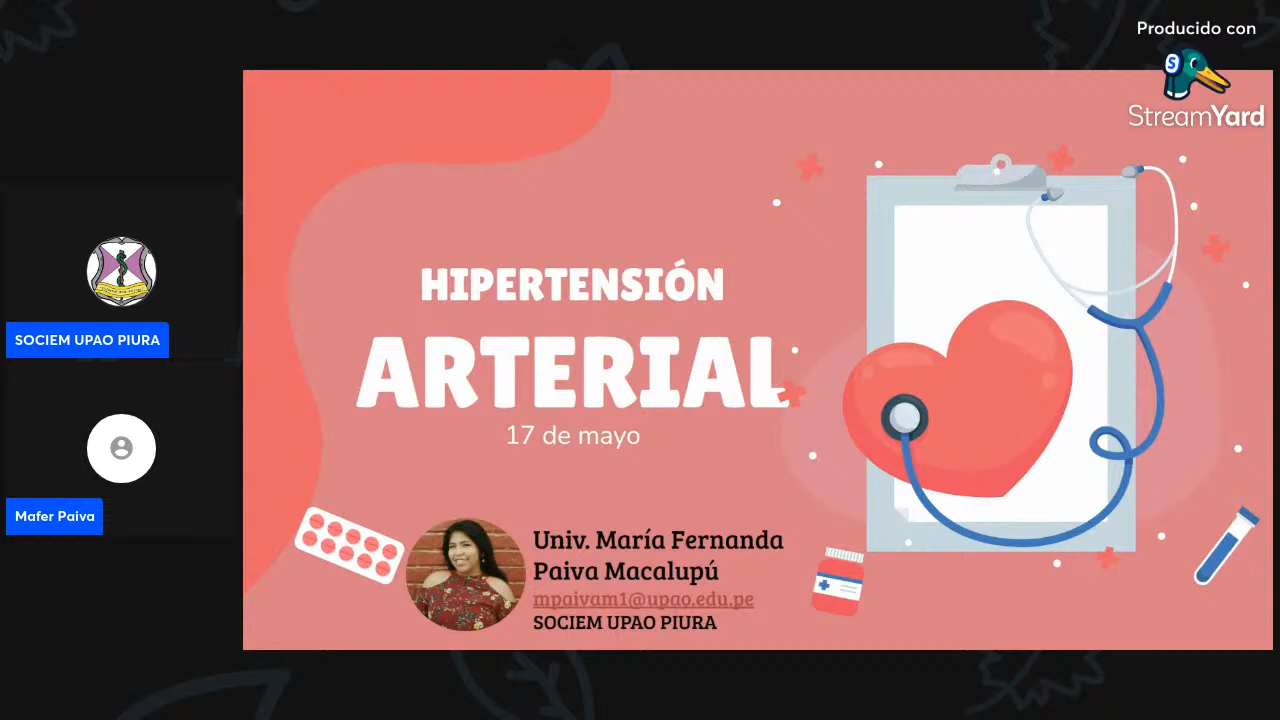 Producido con
StreamYard
HIPERTENSIÓN
ARTERIAL
17 de mayo
SOCIEM UPAO PIURA
Mafer Paiva
Univ. María Fernanda
Paiva Macalupú
mpaivam1@upao.edu.pe
SOCIEM UPAO PIURA